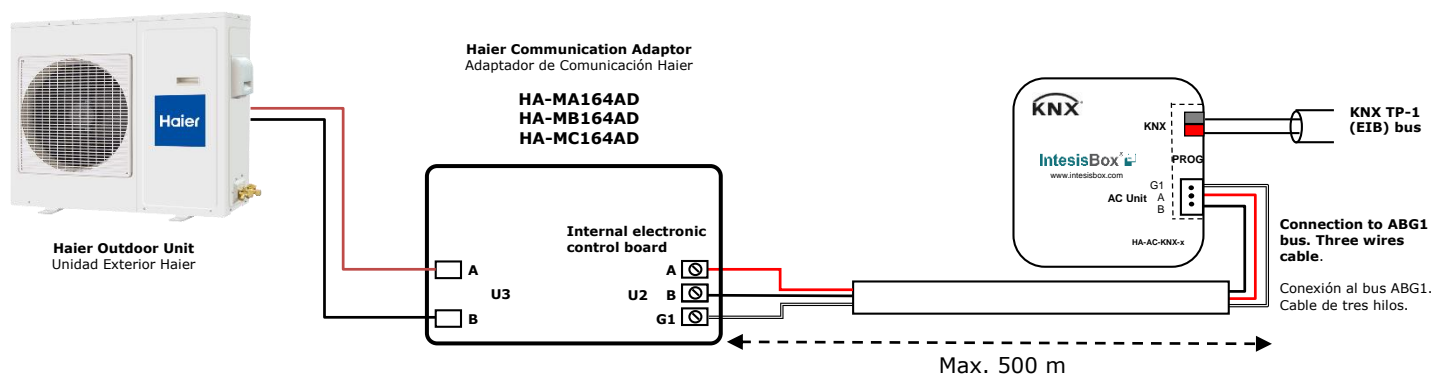 Haier
Haier Outdoor Unit
Unidad Exterior Haier
Haier Communication Adaptor
Adaptador de Comunicación Haier
HA-MA164AD
HA-MB164AD
HA-MC164AD
Internal electronic
control board
A
U3
B
A
U2 B
G1
Max. 500 m
KNX
KNX
IntesisBox
www.intesisbox.com
PROG
G1
AC Unit A
B
HA-AC-KNX-x
KNX TP-1
(EIB) bus
Connection to ABG1
bus. Three wires
cable.
Conexión al bus ABG1.
Cable de tres hilos.